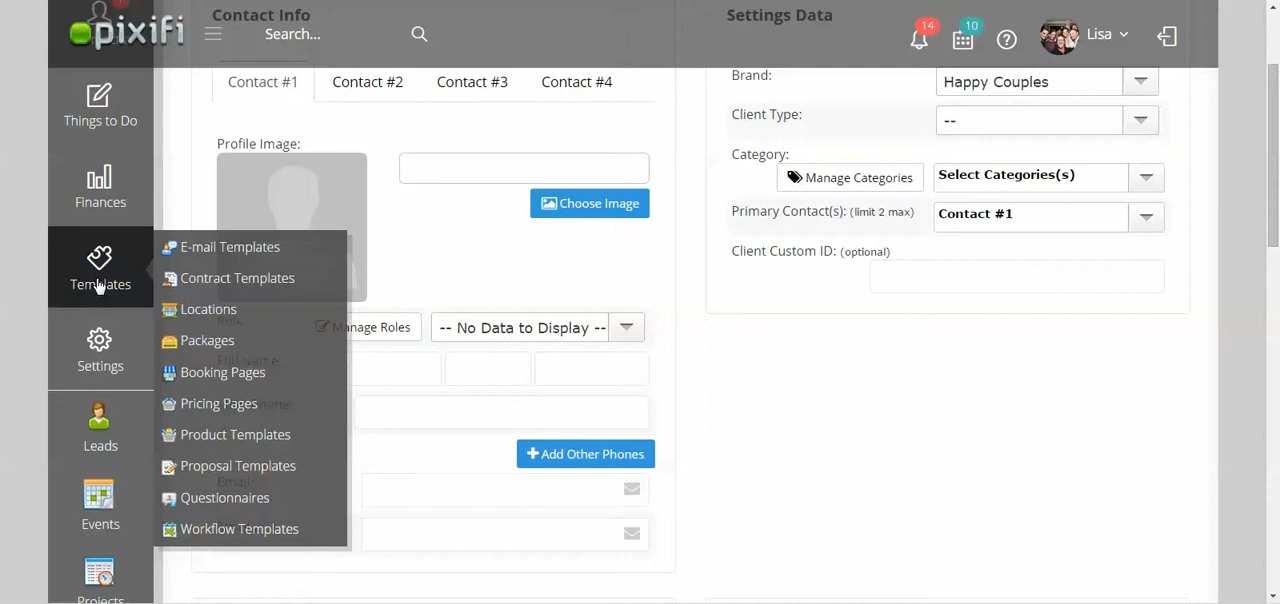 Contact Info
Settings Data
pixifi
Search...
14
10
Lisa
Contact #1
Contact #2
Contact #3
Contact #4
Brand:
Happy Couples
Things to Do
Client Type:
--
Profile Image:
Category:
Manage Categories
Select Categories(s)
Finances
Choose Image
Primary Contact(s): (limit 2 max)
Contact #1
Client Custom ID: (optional)
Templates
E-mail Templates
Contract Templates
Locations
Packages
Booking Pages
Pricing Pages
Product Templates
Proposal Templates
Questionnaires
Workflow Templates
Role
Manage Roles
-- No Data to Display --
Full Name:
Settings
Add Other Phones
Email
Leads
Events
Projects